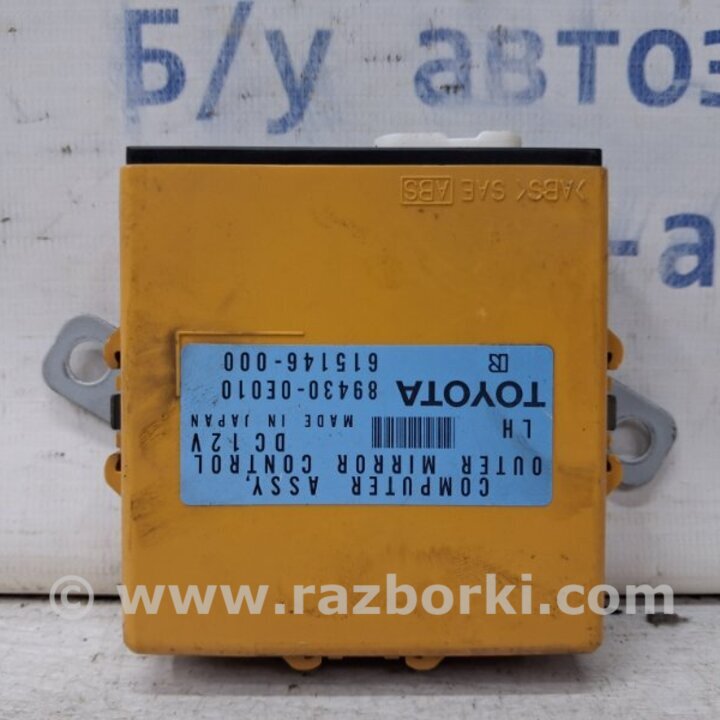 Б/у автоз
-а
>ABS< SAE ABS
COMPUTER ASSY,
OUTER MIRROR CONTROL
DC12V
LH MADE IN JAPAN
TOYOTA 89430-0E010
615146-000
© www.razborki.com